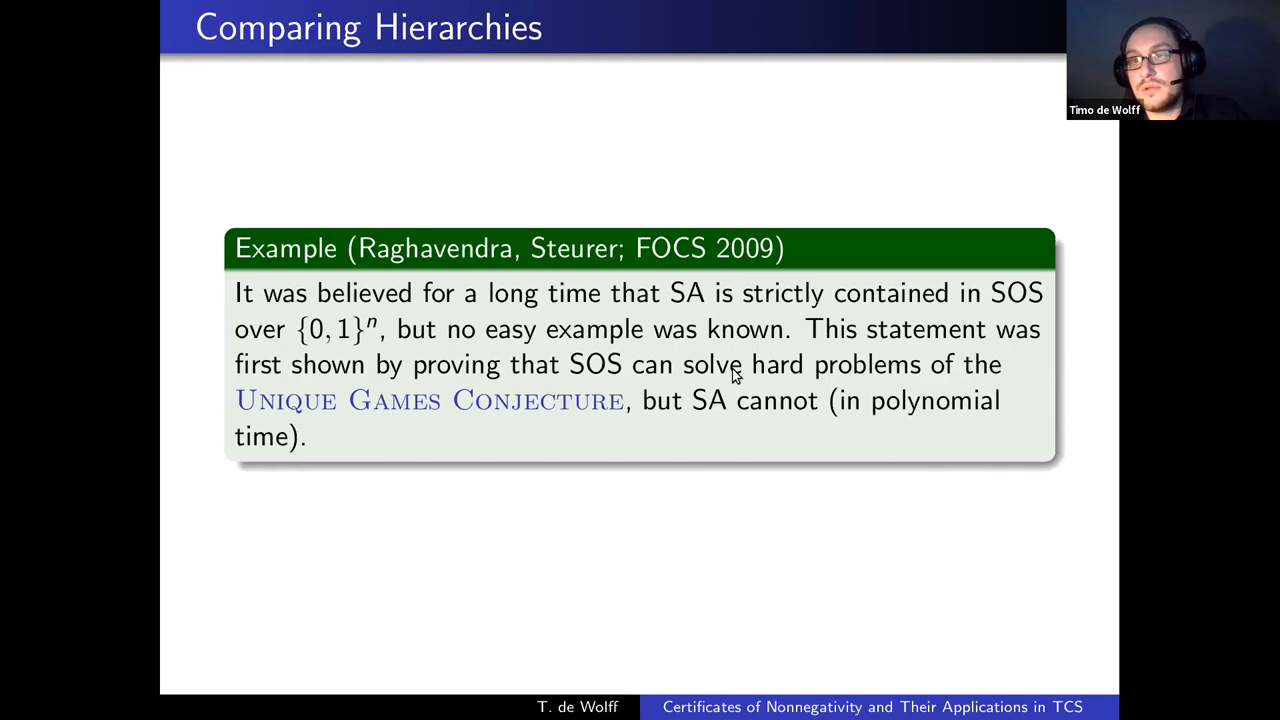 Comparing Hierarchies
Timo de Wolff
Example (Raghavendra, Steurer; FOCS 2009)
It was believed for a long time that SA is strictly contained in SOS
over {0, 1}ⁿ, but no easy example was known. This statement was
first shown by proving that SOS can solve hard problems of the
Unique Games Conjecture, but SA cannot (in polynomial
time).
T. de Wolff
Certificates of Nonnegativity and Their Applications in TCS